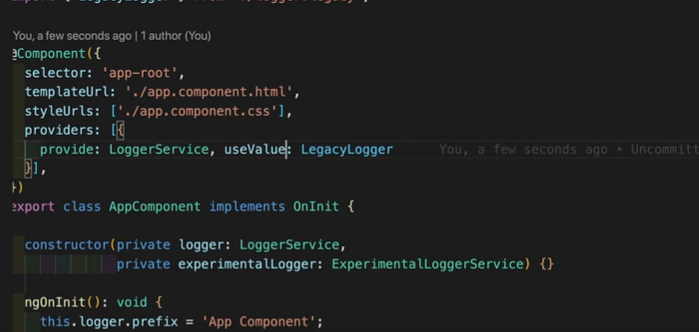 You, a few seconds ago | 1 author (You)
@Component({
selector: 'app-root',
templateUrl: './app.component.html',
styleUrls: ['./app.component.css'],
providers: [{
provide: LoggerService, useValue: LegacyLogger You, a few seconds ago • Uncommitt
}],
})
export class AppComponent implements OnInit {
constructor(private logger: LoggerService,
private experimentalLogger: ExperimentalLoggerService) {}
ngOnInit(): void {
this.logger.prefix = 'App Component';